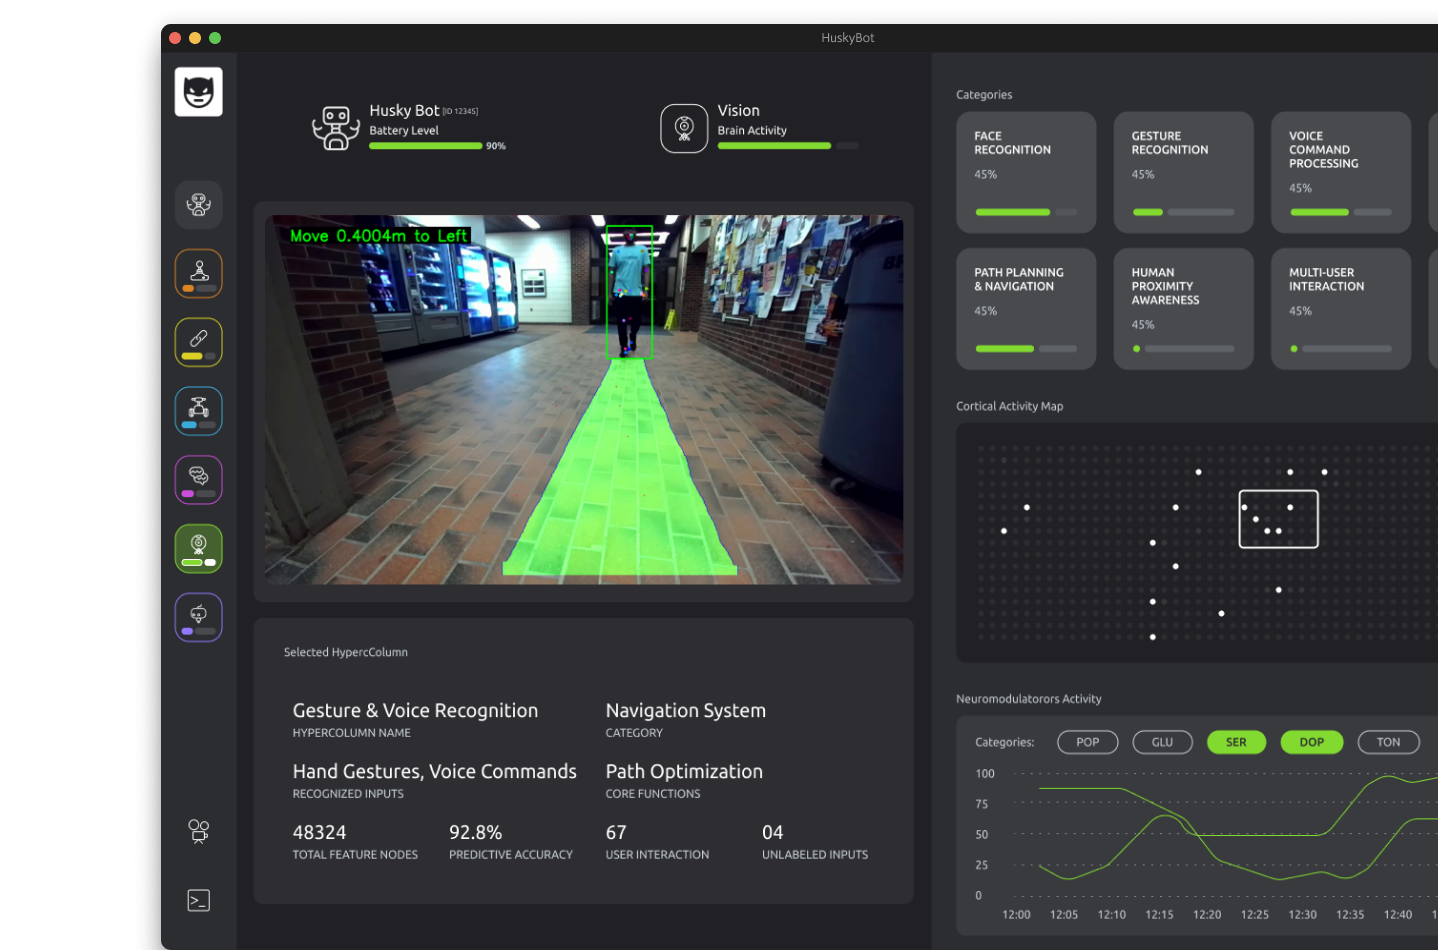 HuskyBot
Husky Bot [ID 12345]
Battery Level
90%
Vision
Brain Activity
Move 0.4004m to Left
Selected HypercColumn
Gesture & Voice Recognition
HYPERCOLUMN NAME
Navigation System
CATEGORY
Hand Gestures, Voice Commands
RECOGNIZED INPUTS
Path Optimization
CORE FUNCTIONS
48324
TOTAL FEATURE NODES
92.8%
PREDICTIVE ACCURACY
67
USER INTERACTION
04
UNLABELED INPUTS
Categories
FACE
RECOGNITION
45%
GESTURE
RECOGNITION
45%
VOICE
COMMAND
PROCESSING
45%
PATH PLANNING
& NAVIGATION
45%
HUMAN
PROXIMITY
AWARENESS
45%
MULTI-USER
INTERACTION
45%
Cortical Activity Map
Neuromodulatorors Activity
Categories: POP GLU SER DOP TON
100
75
50
25
0
12:00 12:05 12:10 12:15 12:20 12:25 12:30 12:35 12:40 1